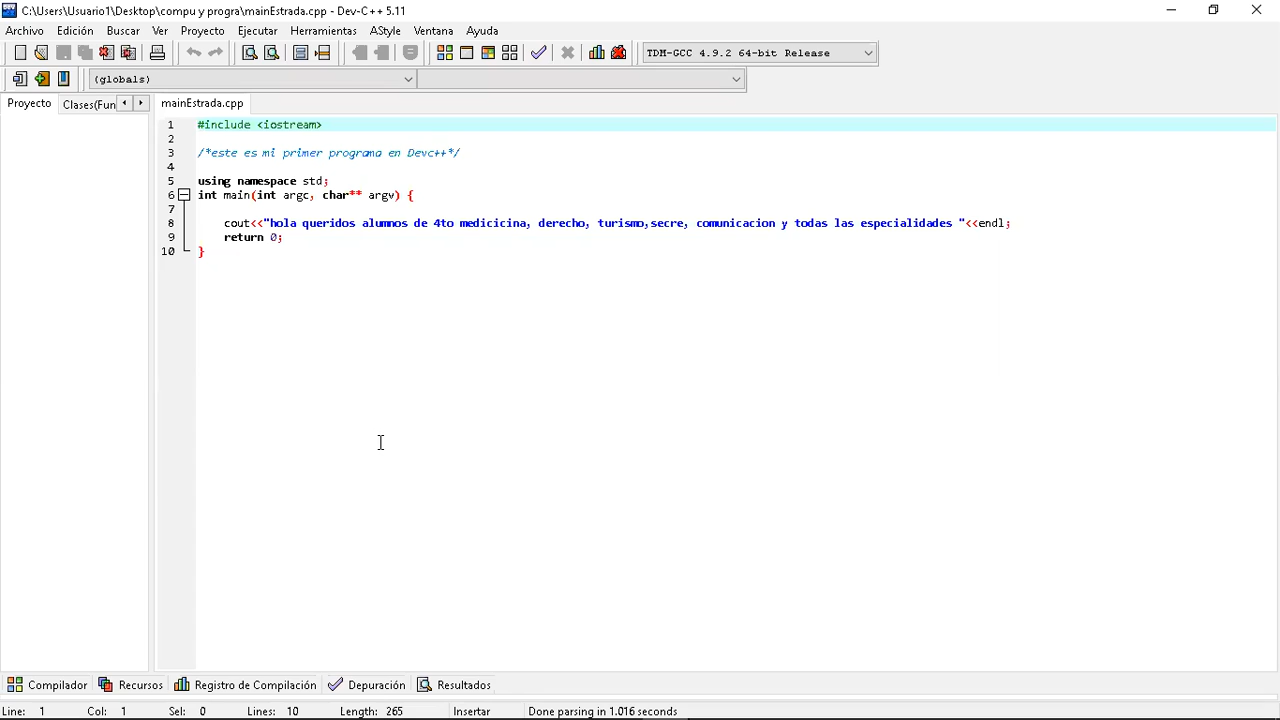 C:\Users\Usuario1\Desktop\compu y progra\mainEstrada.cpp - Dev-C++ 5.11
Archivo Edición Buscar Ver Proyecto Ejecutar Herramientas AStyle Ventana Ayuda
TDM-GCC 4.9.2 64-bit Release
(globals)
Proyecto Clases(Fun mainEstrada.cpp
1 #include <iostream>
2
3 /*este es mi primer programa en Devc++*/
4
5 using namespace std;
6 int main(int argc, char** argv) {
7
8 cout<<"hola queridos alumnos de 4to medicicina, derecho, turismo,secre, comunicacion y todas las especialidades "<<endl;
9 return 0;
10 }
Compilador Recursos Registro de Compilación Depuración Resultados
Line: 1 Col: 1 Sel: 0 Lines: 10 Length: 265 Insertar Done parsing in 1.016 seconds